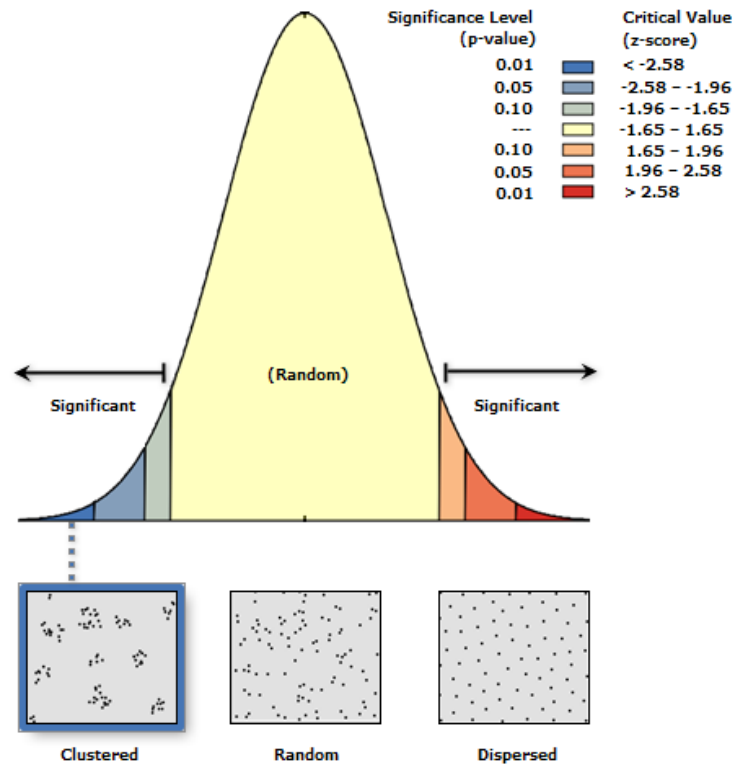 Significance Level Critical Value
(p-value) (z-score)
0.01 < -2.58
0.05 -2.58 – -1.96
0.10 -1.96 – -1.65
--- -1.65 – 1.65
0.10 1.65 – 1.96
0.05 1.96 – 2.58
0.01 > 2.58
(Random)
Significant Significant
Clustered Random Dispersed